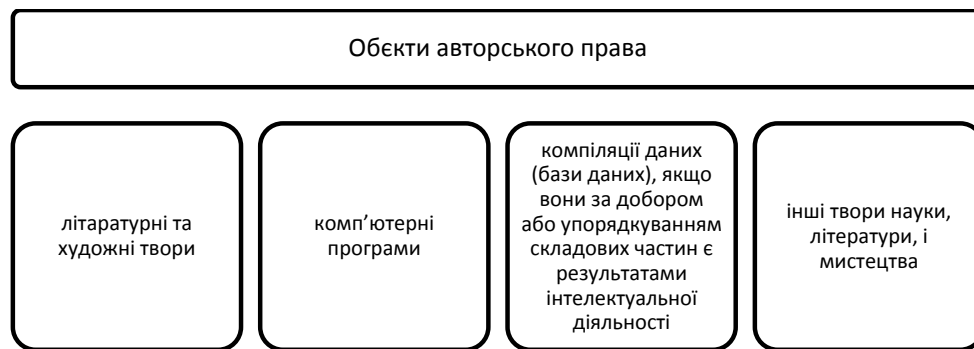 Обєкти авторського права
літаратурні та
художні твори
комп’ютерні
програми
компіляції даних
(бази даних), якщо
вони за добором
або упорядкуванням
складових частин є
результатами
інтелектуальної
діяльності
інші твори науки,
літератури, і
мистецтва